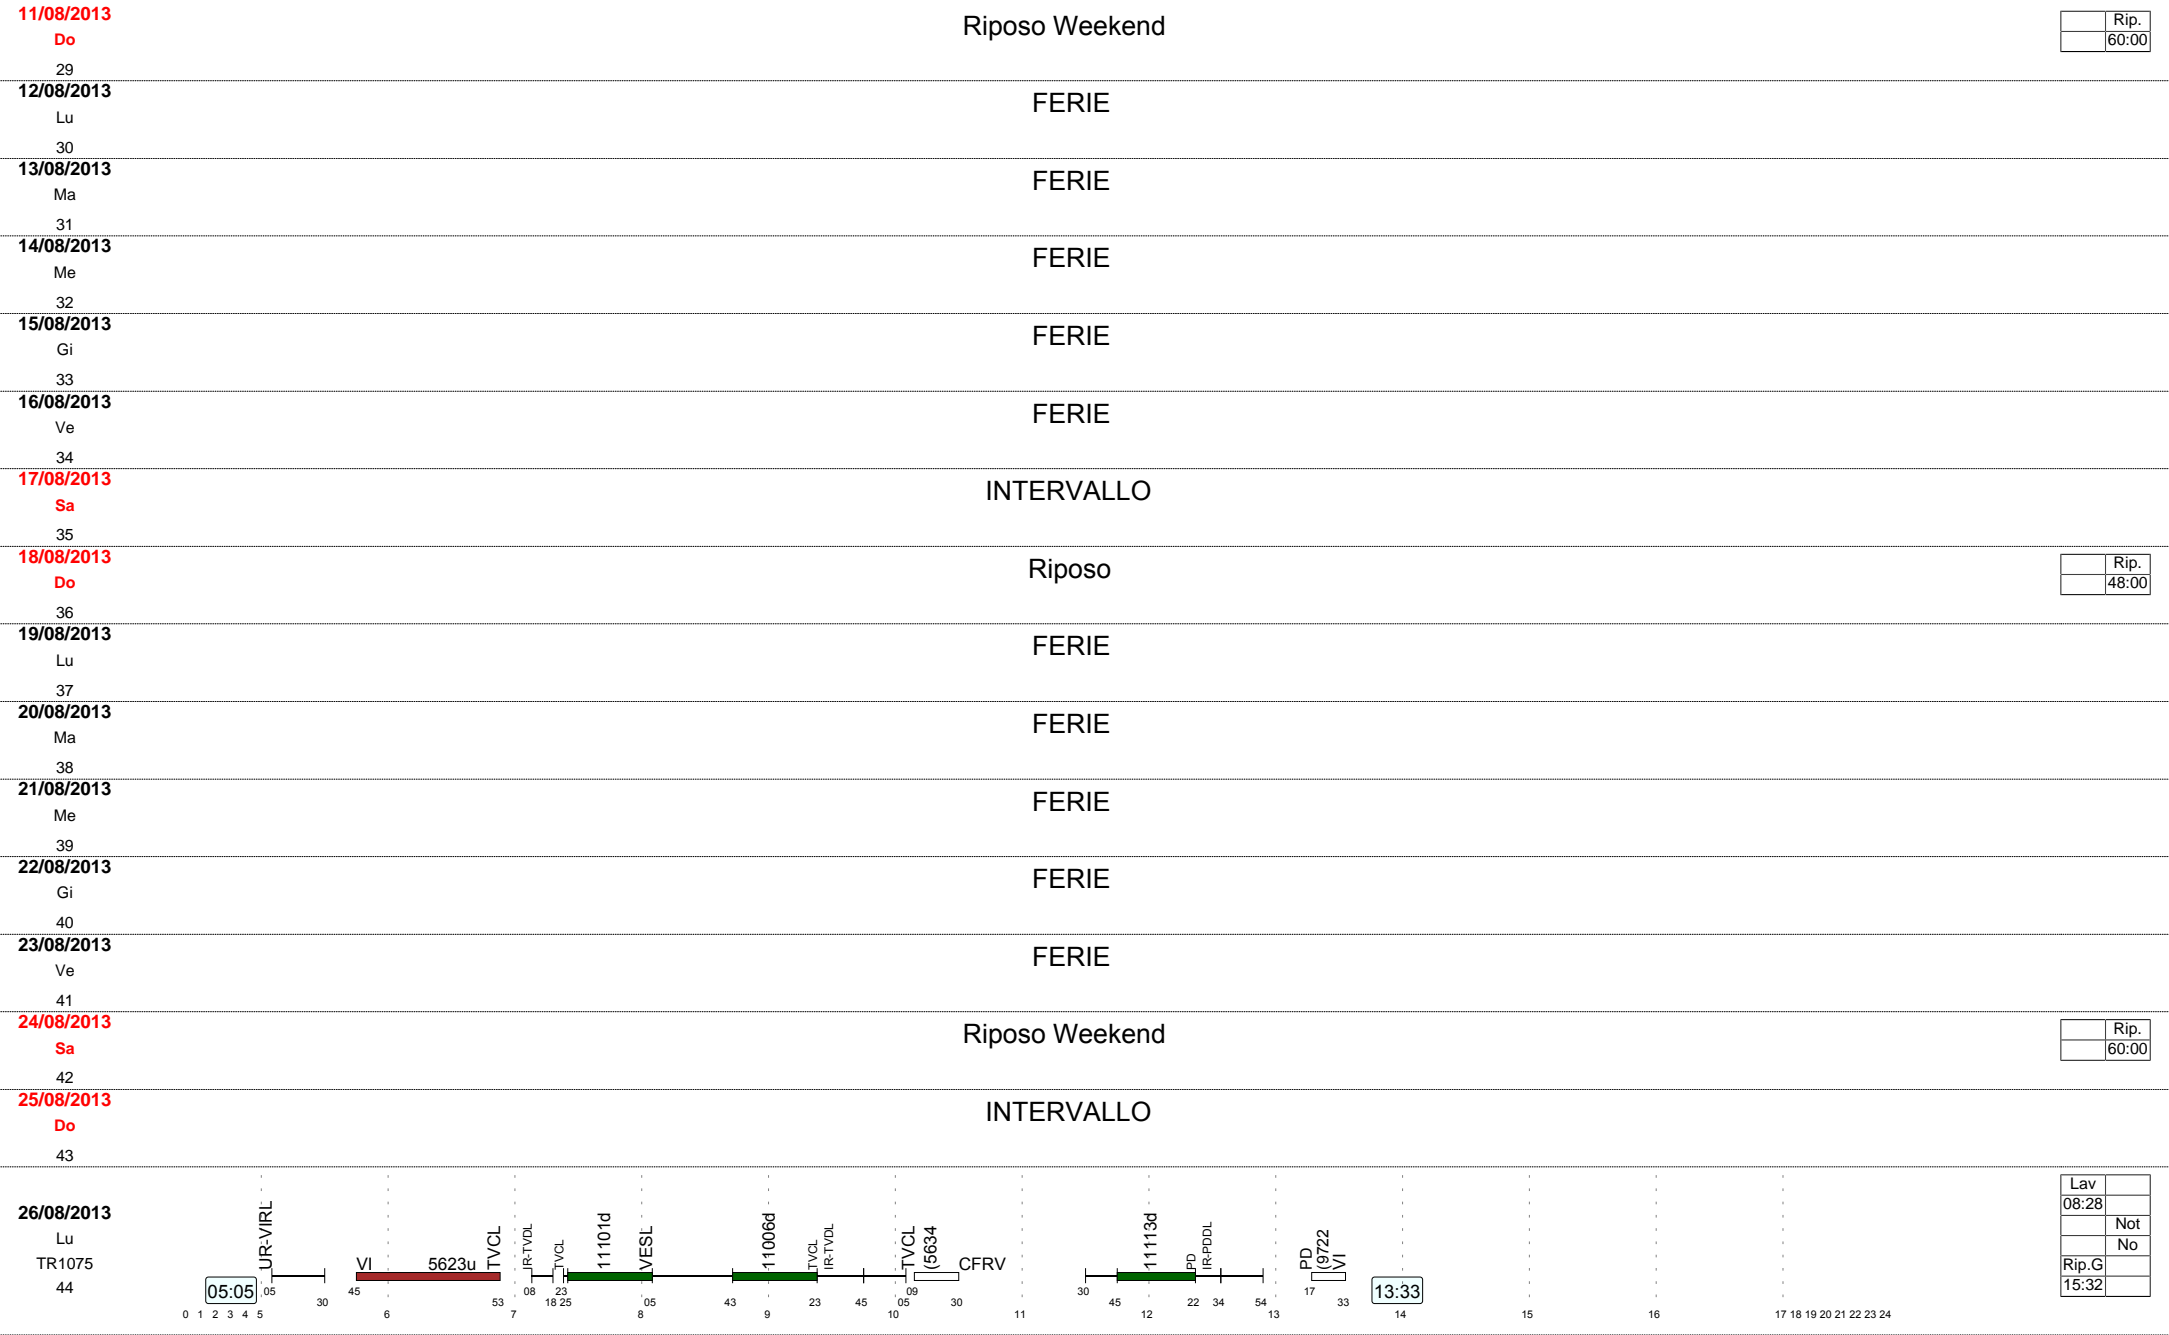 11/08/2013
Do
29
Riposo Weekend
Rip.
60:00
12/08/2013
Lu
30
FERIE
13/08/2013
Ma
31
FERIE
14/08/2013
Me
32
FERIE
15/08/2013
Gi
33
FERIE
16/08/2013
Ve
34
FERIE
17/08/2013
Sa
35
INTERVALLO
18/08/2013
Do
36
Riposo
Rip.
48:00
19/08/2013
Lu
37
FERIE
20/08/2013
Ma
38
FERIE
21/08/2013
Me
39
FERIE
22/08/2013
Gi
40
FERIE
23/08/2013
Ve
41
FERIE
24/08/2013
Sa
42
Riposo Weekend
Rip.
60:00
25/08/2013
Do
43
INTERVALLO
26/08/2013
Lu
TR1075
44
05:05
UR-VIRL
VI
5623u
TVCL
IR-TVDL
TVCL
11101d
VESL
11006d
TVCL
IR-TVDL
TVCL
(5634
CFRV
11113d
PD
IR-PDDL
PD
(9722
VI
13:33
05 30 45 53 08 18 23 25 05 43 23 45 05 09 30 30 45 22 34 54 17 33
0 1 2 3 4 5 6 7 8 9 10 11 12 13 14 15 16 17 18 19 20 21 22 23 24
Lav
08:28
Not
No
Rip.G
15:32